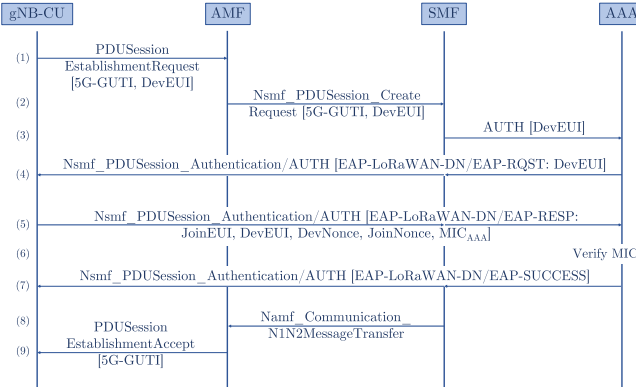 gNB-CU AMF SMF AAA
PDUSession
(1)
EstablishmentRequest
[5G-GUTI, DevEUI]
Nsmf_PDUSession_Create
(2)
Request [5G-GUTI, DevEUI]
AUTH [DevEUI]
(3)
Nsmf_PDUSession_Authentication/AUTH [EAP-LoRaWAN-DN/EAP-RQST: DevEUI]
(4)
Nsmf_PDUSession_Authentication/AUTH [EAP-LoRaWAN-DN/EAP-RESP:
(5)
JoinEUI, DevEUI, DevNonce, JoinNonce, MIC_AAA]
(6) Verify MIC
Nsmf_PDUSession_Authentication/AUTH [EAP-LoRaWAN-DN/EAP-SUCCESS]
(7)
Namf_Communication_
(8)
N1N2MessageTransfer
PDUSession
EstablishmentAccept
(9)
[5G-GUTI]